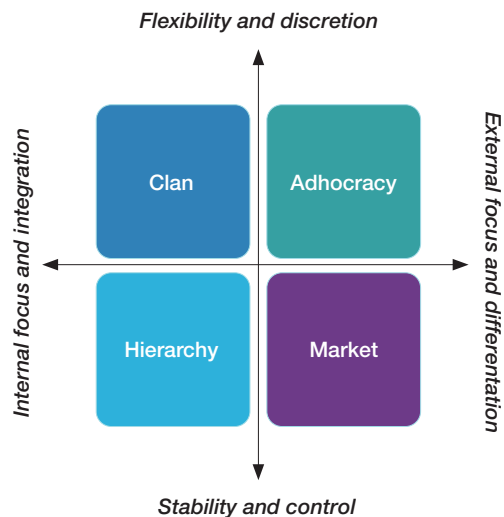 Flexibility and discretion
Internal focus and integration
External focus and differentation
Clan
Adhocracy
Hierarchy
Market
Stability and control